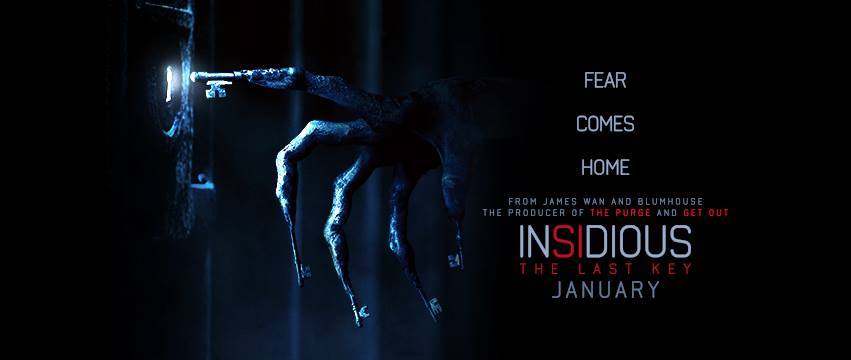 FEAR
COMES
HOME
FROM JAMES WAN AND BLUMHOUSE
THE PRODUCER OF THE PURGE AND GET OUT
INSIDIOUS
THE LAST KEY
JANUARY